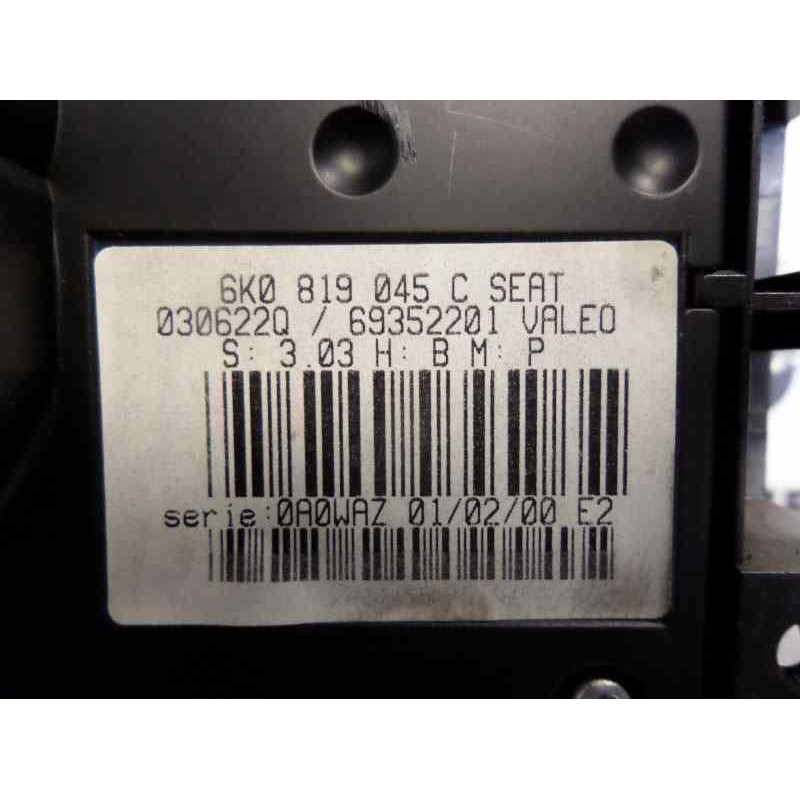 6K0 819 045 C SEAT
030622Q / 69352201 VALEO
S: 3.03 H: B M: P
serie:0A0WAZ 01/02/00 E2